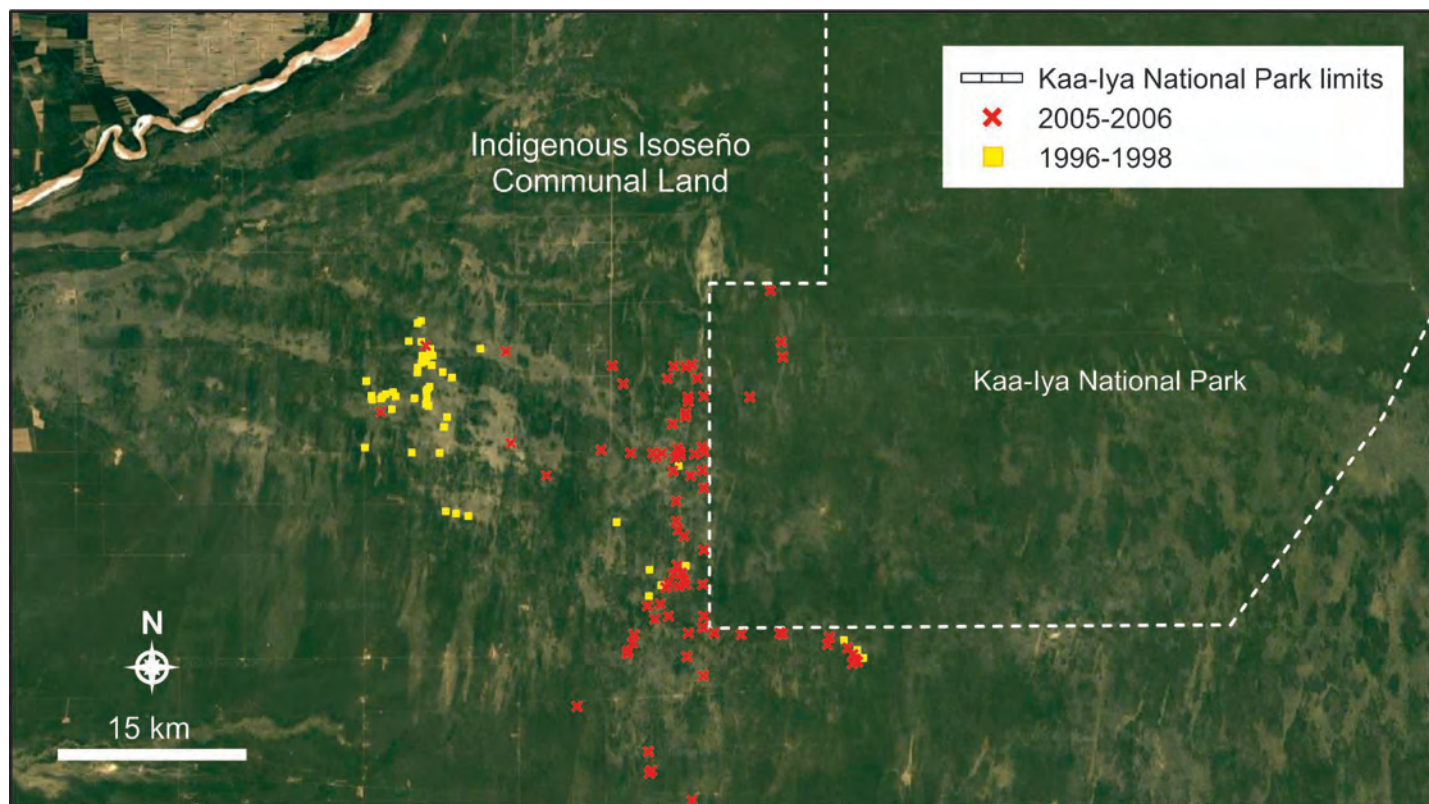 Kaa-Iya National Park limits
2005-2006
1996-1998
Indigenous Isoseño
Communal Land
Kaa-Iya National Park
N
15 km